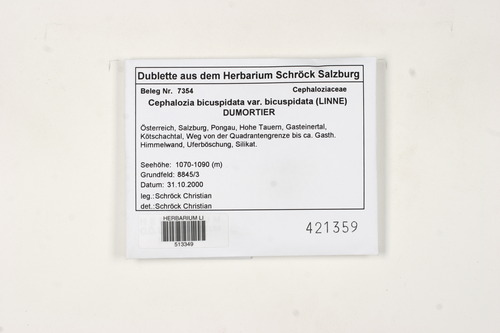 Dublette aus dem Herbarium Schröck Salzburg
Beleg Nr. 7354 Cephaloziaceae
Cephalozia bicuspidata var. bicuspidata (LINNE)
DUMORTIER
Österreich, Salzburg, Pongau, Hohe Tauern, Gasteinertal,
Kötschachtal, Weg von der Quadrantengrenze bis ca. Gasth.
Himmelwand, Uferböschung, Silikat.
Seehöhe: 1070-1090 (m)
Grundfeld: 8845/3
Datum: 31.10.2000
leg.:Schröck Christian
det.:Schröck Christian
HERBARIUM LI
513349
421359